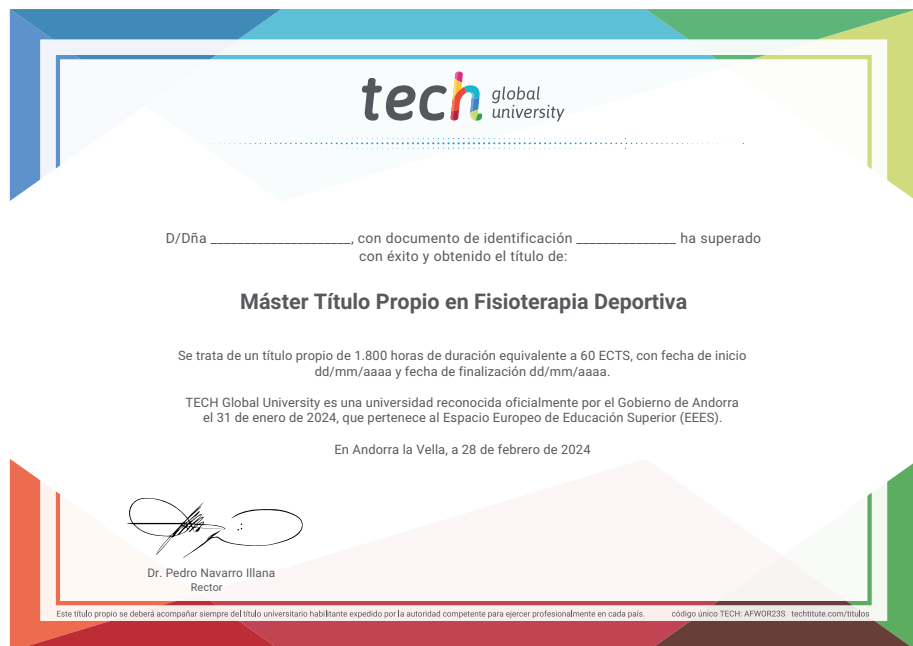 tech global university
D/Dña _____________________, con documento de identificación _______________ ha superado
con éxito y obtenido el título de:
Máster Título Propio en Fisioterapia Deportiva
Se trata de un título propio de 1.800 horas de duración equivalente a 60 ECTS, con fecha de inicio
dd/mm/aaaa y fecha de finalización dd/mm/aaaa.
TECH Global University es una universidad reconocida oficialmente por el Gobierno de Andorra
el 31 de enero de 2024, que pertenece al Espacio Europeo de Educación Superior (EEES).
En Andorra la Vella, a 28 de febrero de 2024
Dr. Pedro Navarro Illana
Rector
Este título propio se deberá acompañar siempre del título universitario habilitante expedido por la autoridad competente para ejercer profesionalmente en cada país. código único TECH: AFWOR23S techtitute.com/titulos